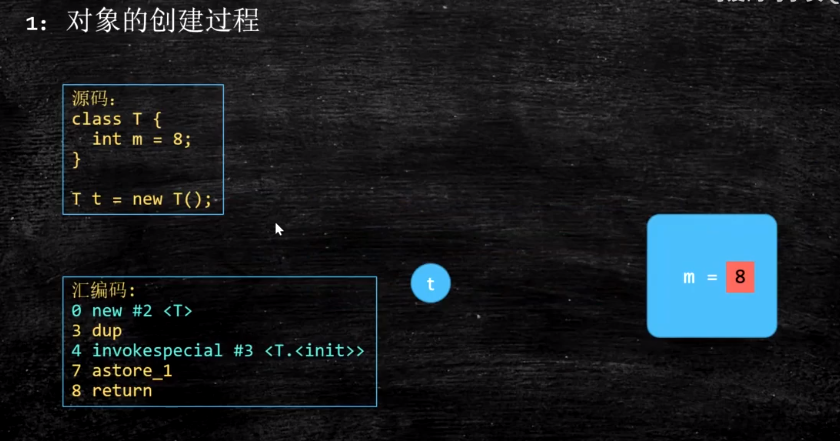 1: 对象的创建过程
源码:
class T {
int m = 8;
}
T t = new T();
汇编码:
0 new #2 <T>
3 dup
4 invokespecial #3 <T.<init>>
7 astore_1
8 return
t
m = 8